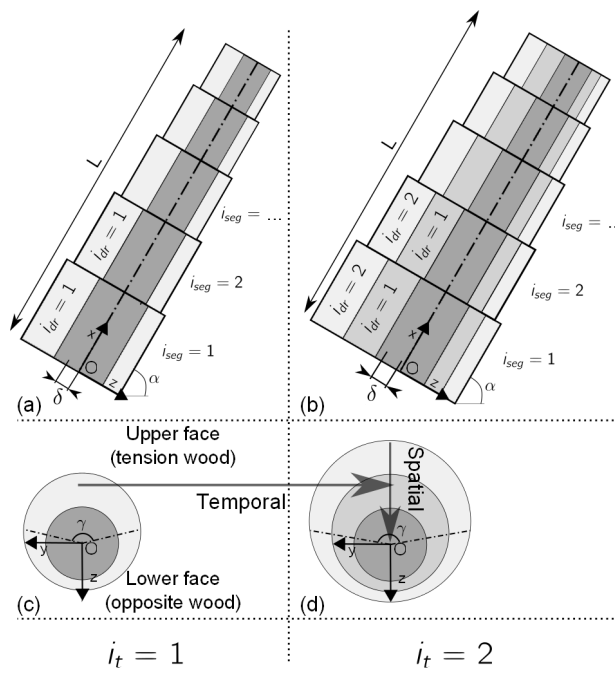 L
i_dr = 1
i_dr = 1
i_seg = ...
i_seg = 2
i_seg = 1
x
O
z
α
δ
(a)
L
i_dr = 2
i_dr = 1
i_dr = 2
i_dr = 1
i_seg = ...
i_seg = 2
i_seg = 1
x
O
z
α
δ
(b)
Upper face
(tension wood)
Temporal
Spatial
γ
O
y
z
Lower face
(opposite wood)
(c)
γ
O
y
z
(d)
i_t = 1
i_t = 2